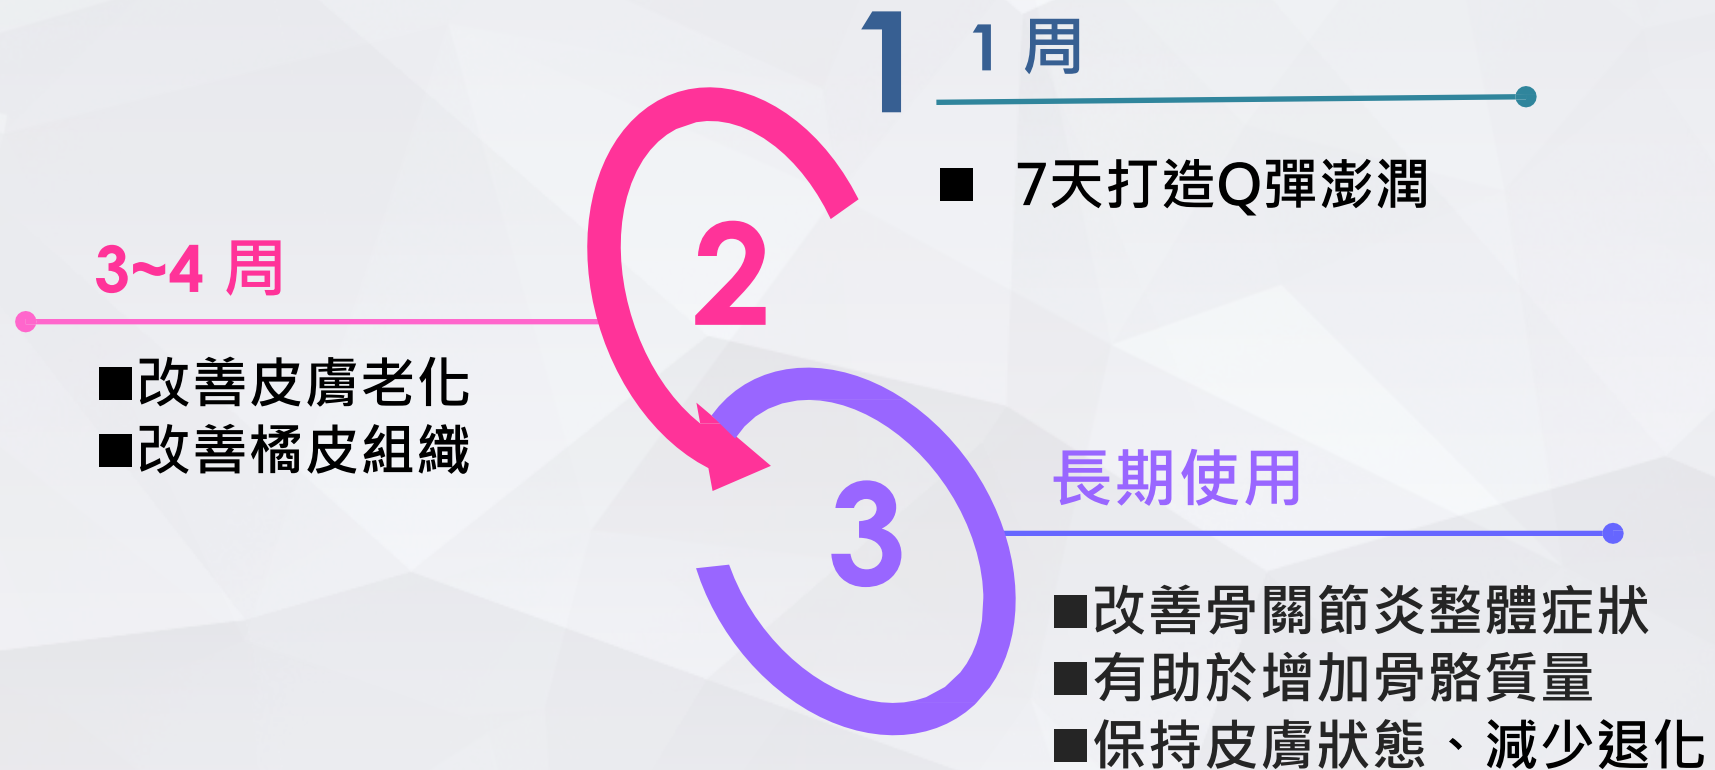 1
1 周
■ 7天打造Q彈澎潤
2
3~4 周
■改善皮膚老化
■改善橘皮組織
3
長期使用
■改善骨關節炎整體症狀
■有助於增加骨骼質量
■保持皮膚狀態、減少退化